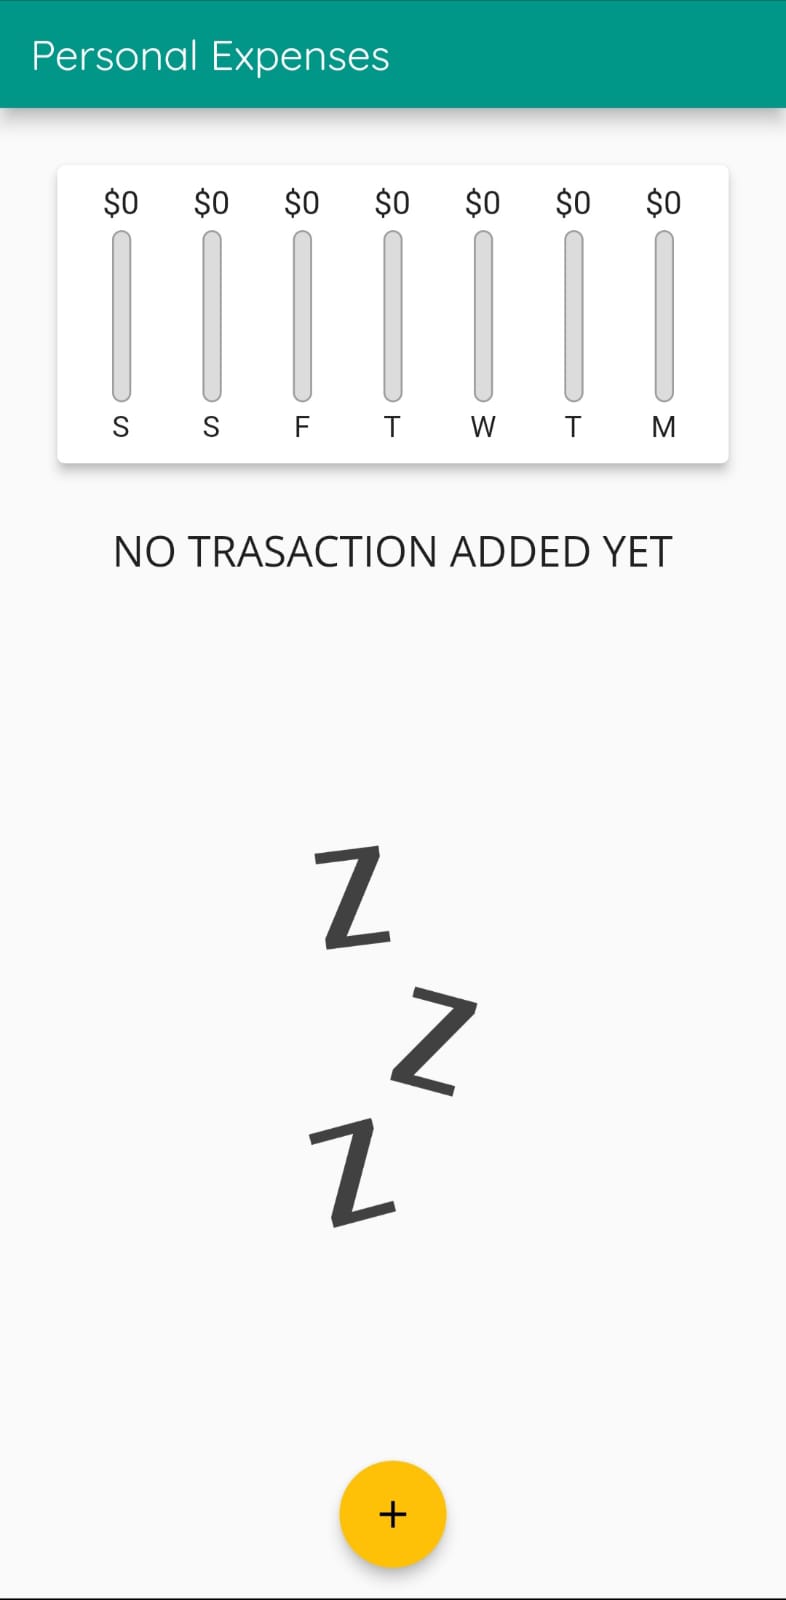 Personal Expenses
$0 $0 $0 $0 $0 $0 $0
S S F T W T M
NO TRASACTION ADDED YET
Z
Z
Z
+